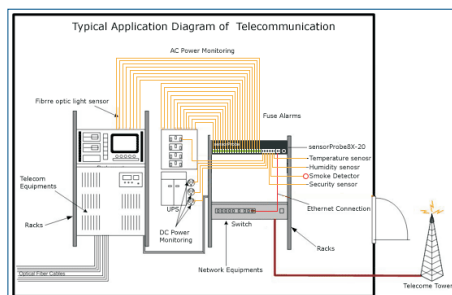 Typical Application Diagram of Telecommunication
AC Power Monitoring
Fibrre optic light sensor
Fuse Alarms
sensorProbe8X-20
Temperature sensor
Humidity sensor
Smoke Detector
Security sensor
Telecom
Equipments
Ethernet Connection
UPS
Racks
DC Power
Monitoring
Switch
Racks
Network Equipments
Optical Fiber Cables
Telecome Tower